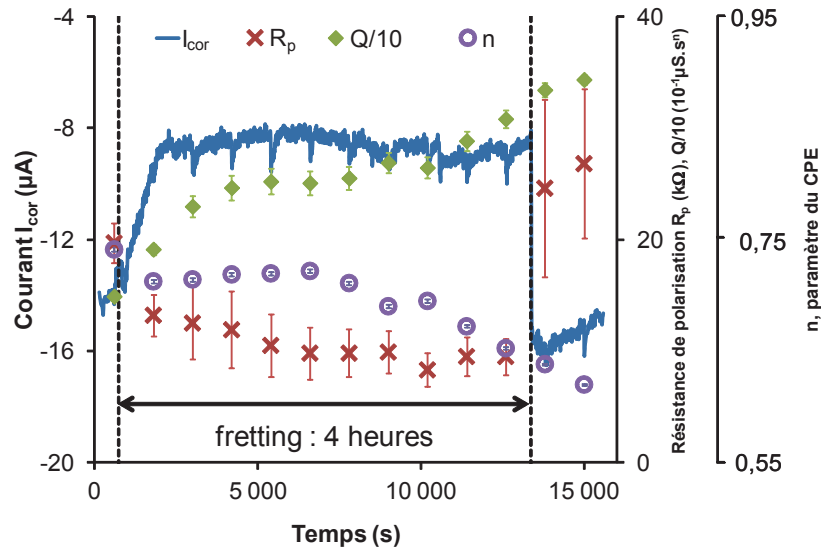 I_cor R_p Q/10 n
-4
-8
-12
-16
-20
Courant I_cor (µA)
0 5 000 10 000 15 000
Temps (s)
fretting : 4 heures
40
20
0
Résistance de polarisation R_p (kΩ), Q/10 (10⁻¹µS.sⁿ)
0,95
0,75
0,55
n, paramètre du CPE